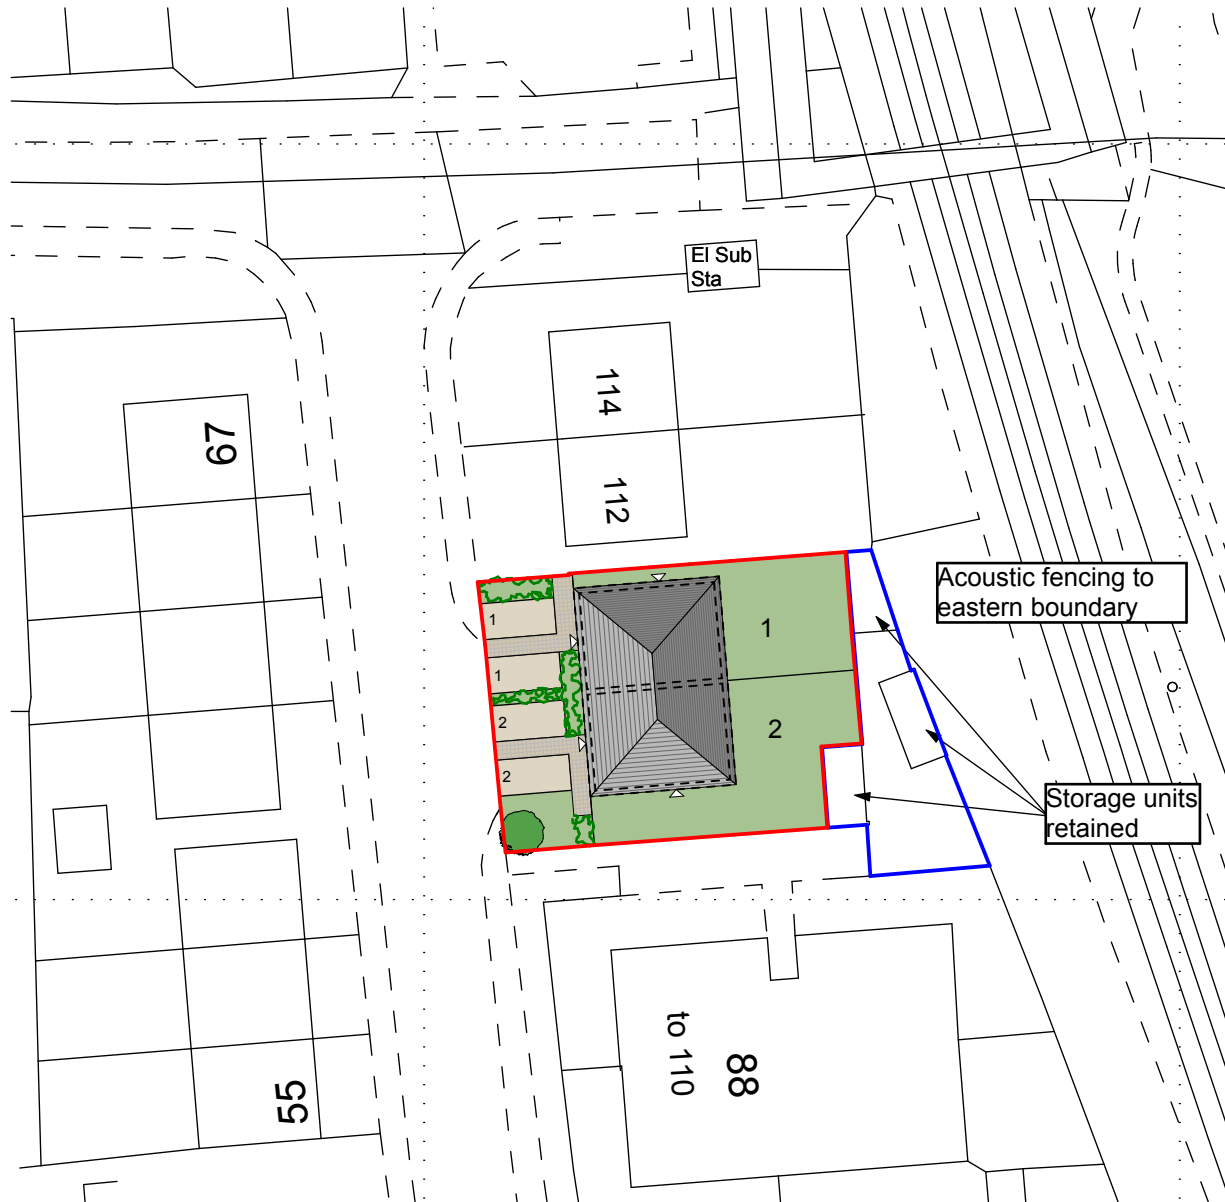 El Sub
Sta
114
67
112
Acoustic fencing to
eastern boundary
1
1
1
2
2
2
Storage units
retained
to 110
88
55